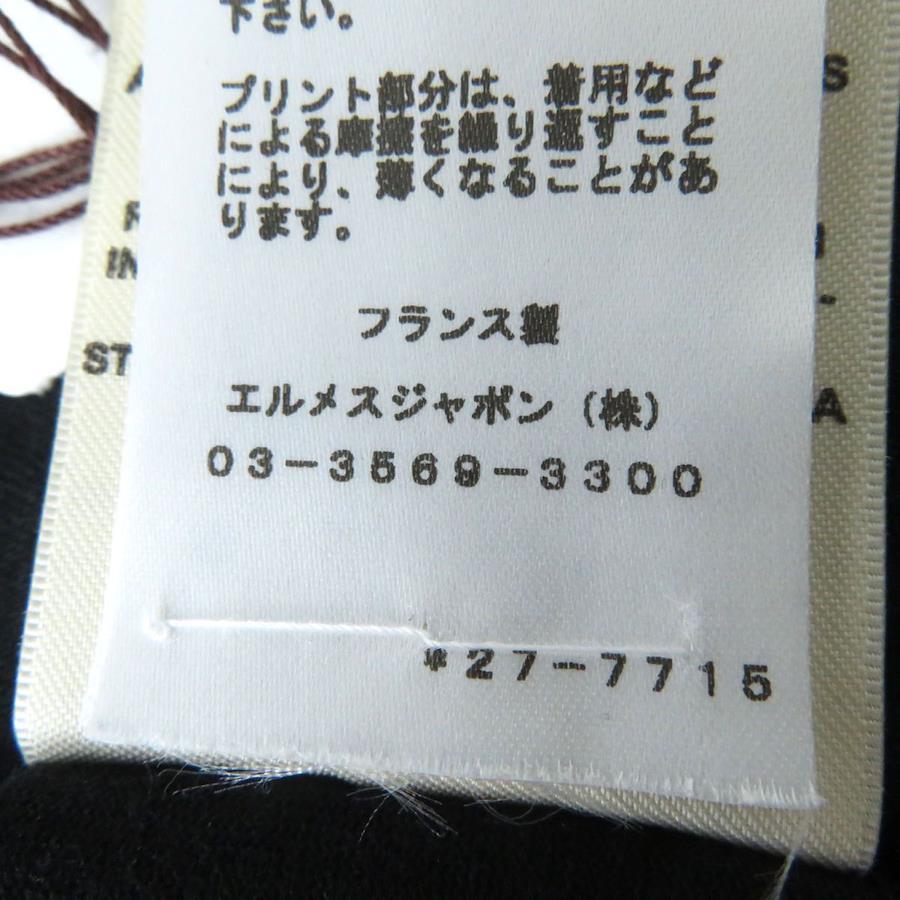 下さい。
プリント部分は、着用など
による摩擦を繰り返すこと
により、薄くなることがあ
ります。
フランス製
エルメスジャポン（株）
03-3569-3300
*27-7715